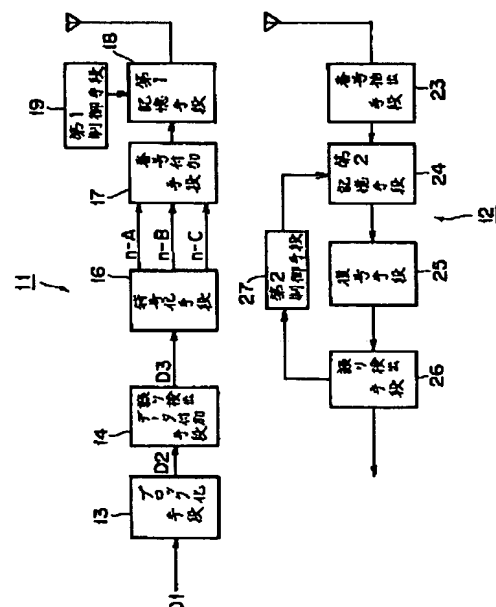 11
19
第1
制御手段
18
第1
記憶
手段
17
番号付加
手段
n-A
n-B
n-C
16
符号化手段
D3
14
誤り検出
データ
手付
段加
D2
13
ブロック化
手段
D1
23
番号抽出
手段
24
第2
記憶手段
12
27
第2
制御手段
25
復号手段
26
誤り検出
手段